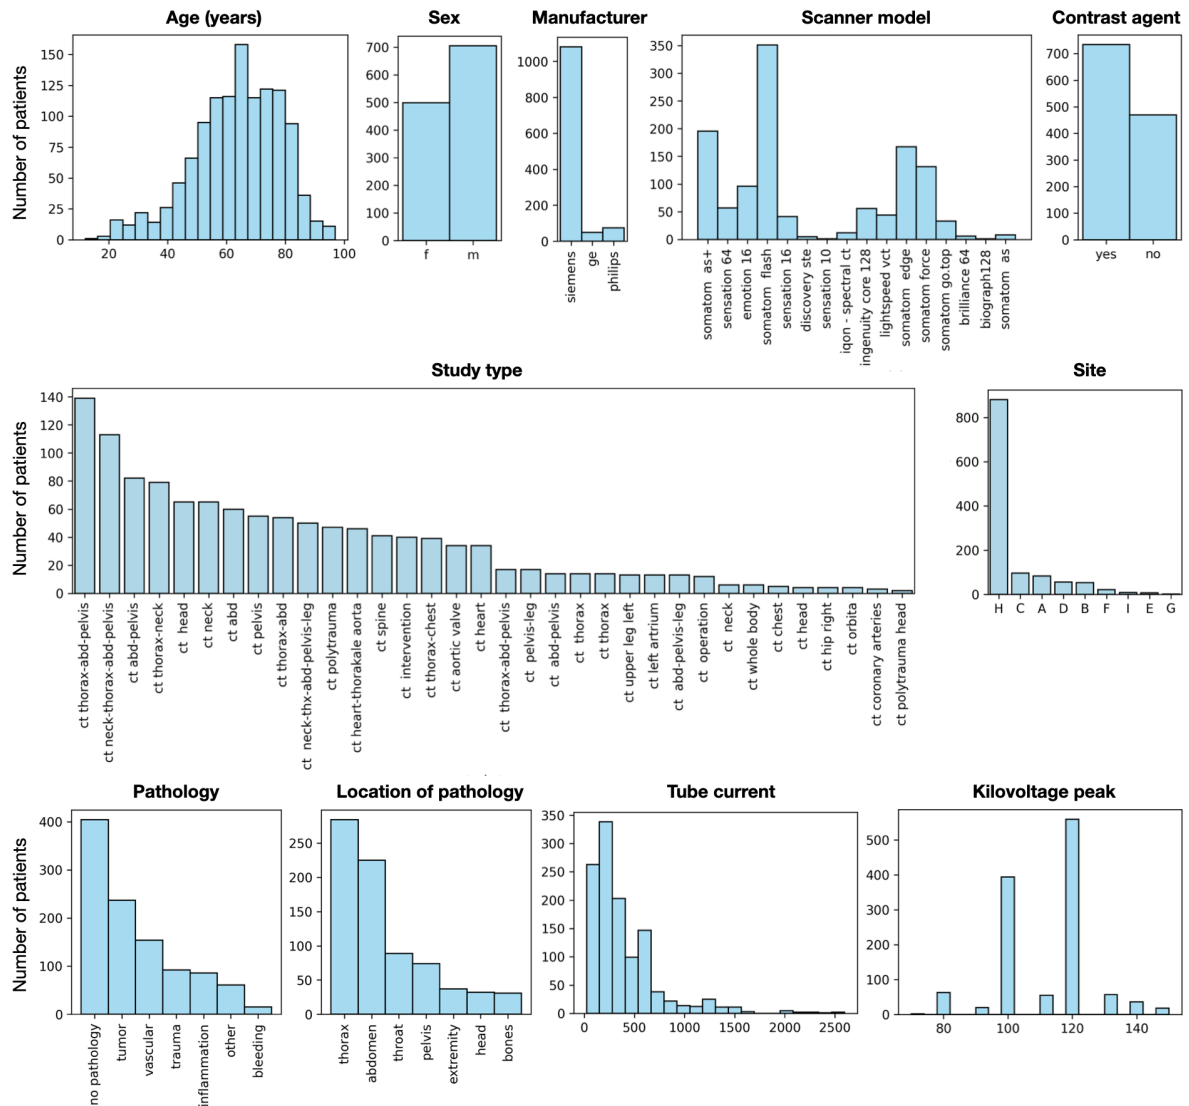 Age (years)
Sex
Manufacturer
Scanner model
Contrast agent
Number of patients
150
125
100
75
50
25
0
20
40
60
80
100
700
600
500
400
300
200
100
0
f
m
1000
800
600
400
200
0
siemens
ge
philips
350
300
250
200
150
100
50
0
somatom as+
sensation 64
emotion 16
somatom flash
sensation 16
discovery ste
sensation 10
iqon - spectral ct
ingenuity core 128
lightspeed vct
somatom edge
somatom force
somatom go.top
brilliance 64
biograph128
somatom as
700
600
500
400
300
200
100
0
yes
no
Study type
Site
Number of patients
140
120
100
80
60
40
20
0
ct thorax-abd-pelvis
ct neck-thorax-abd-pelvis
ct abd-pelvis
ct thorax-neck
ct head
ct neck
ct abd
ct pelvis
ct thorax-abd
ct neck-thx-abd-pelvis-leg
ct polytrauma
ct heart-thorakale aorta
ct spine
ct intervention
ct thorax-chest
ct aortic valve
ct heart
ct thorax-abd-pelvis
ct pelvis-leg
ct abd-pelvis
ct thorax
ct thorax
ct upper leg left
ct left artrium
ct abd-pelvis-leg
ct operation
ct neck
ct whole body
ct chest
ct head
ct hip right
ct orbita
ct coronary arteries
ct polytrauma head
800
600
400
200
0
H
C
A
D
B
F
I
E
G
Pathology
Location of pathology
Tube current
Kilovoltage peak
Number of patients
400
300
200
100
0
no pathology
tumor
vascular
trauma
inflammation
other
bleeding
250
200
150
100
50
0
thorax
abdomen
throat
pelvis
extremity
head
bones
350
300
250
200
150
100
50
0
0
500
1000
1500
2000
2500
500
400
300
200
100
0
80
100
120
140